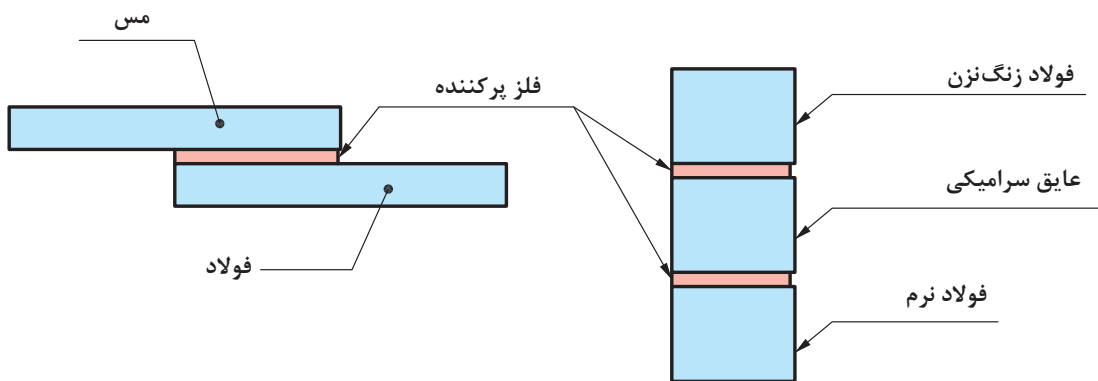 مس
فولاد زنگ‌نزن
فلز پرکننده
عایق سرامیکی
فولاد
فولاد نرم